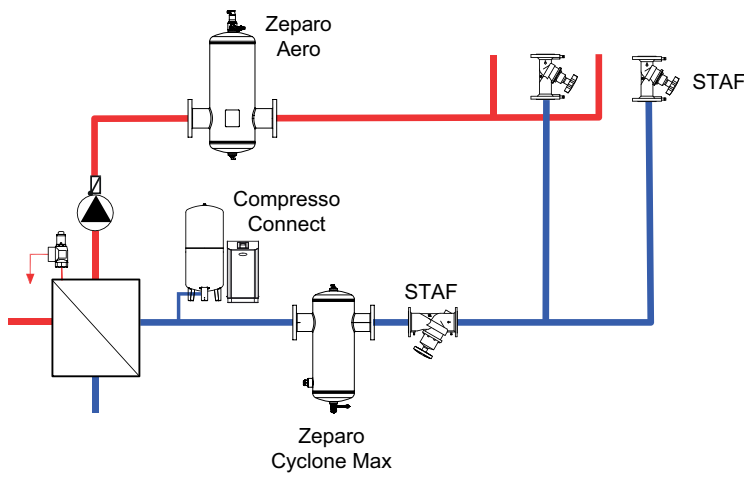 Zeparo
Aero
STAF
Compresso
Connect
STAF
Zeparo
Cyclone Max